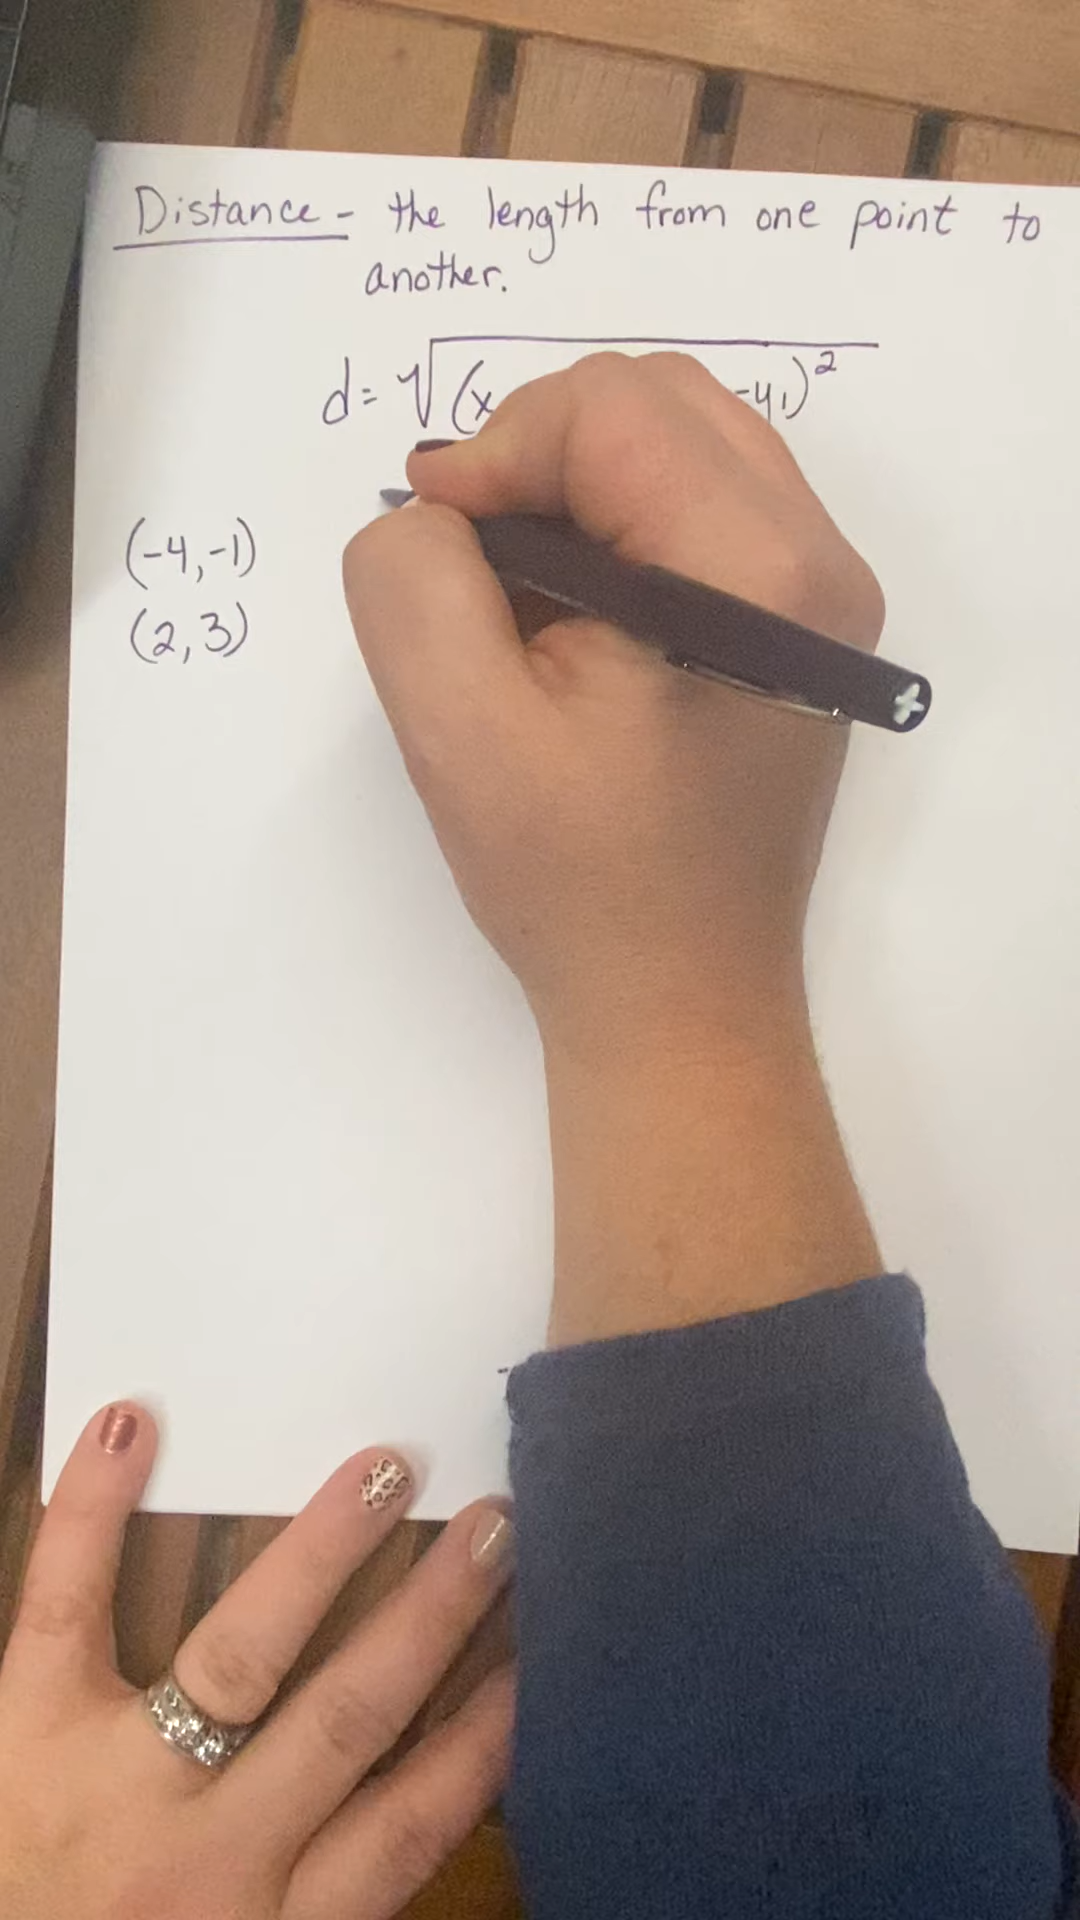 Distance - the length from one point to
another.
d = √(x -y₁)²
(-4,-1)
(2,3)